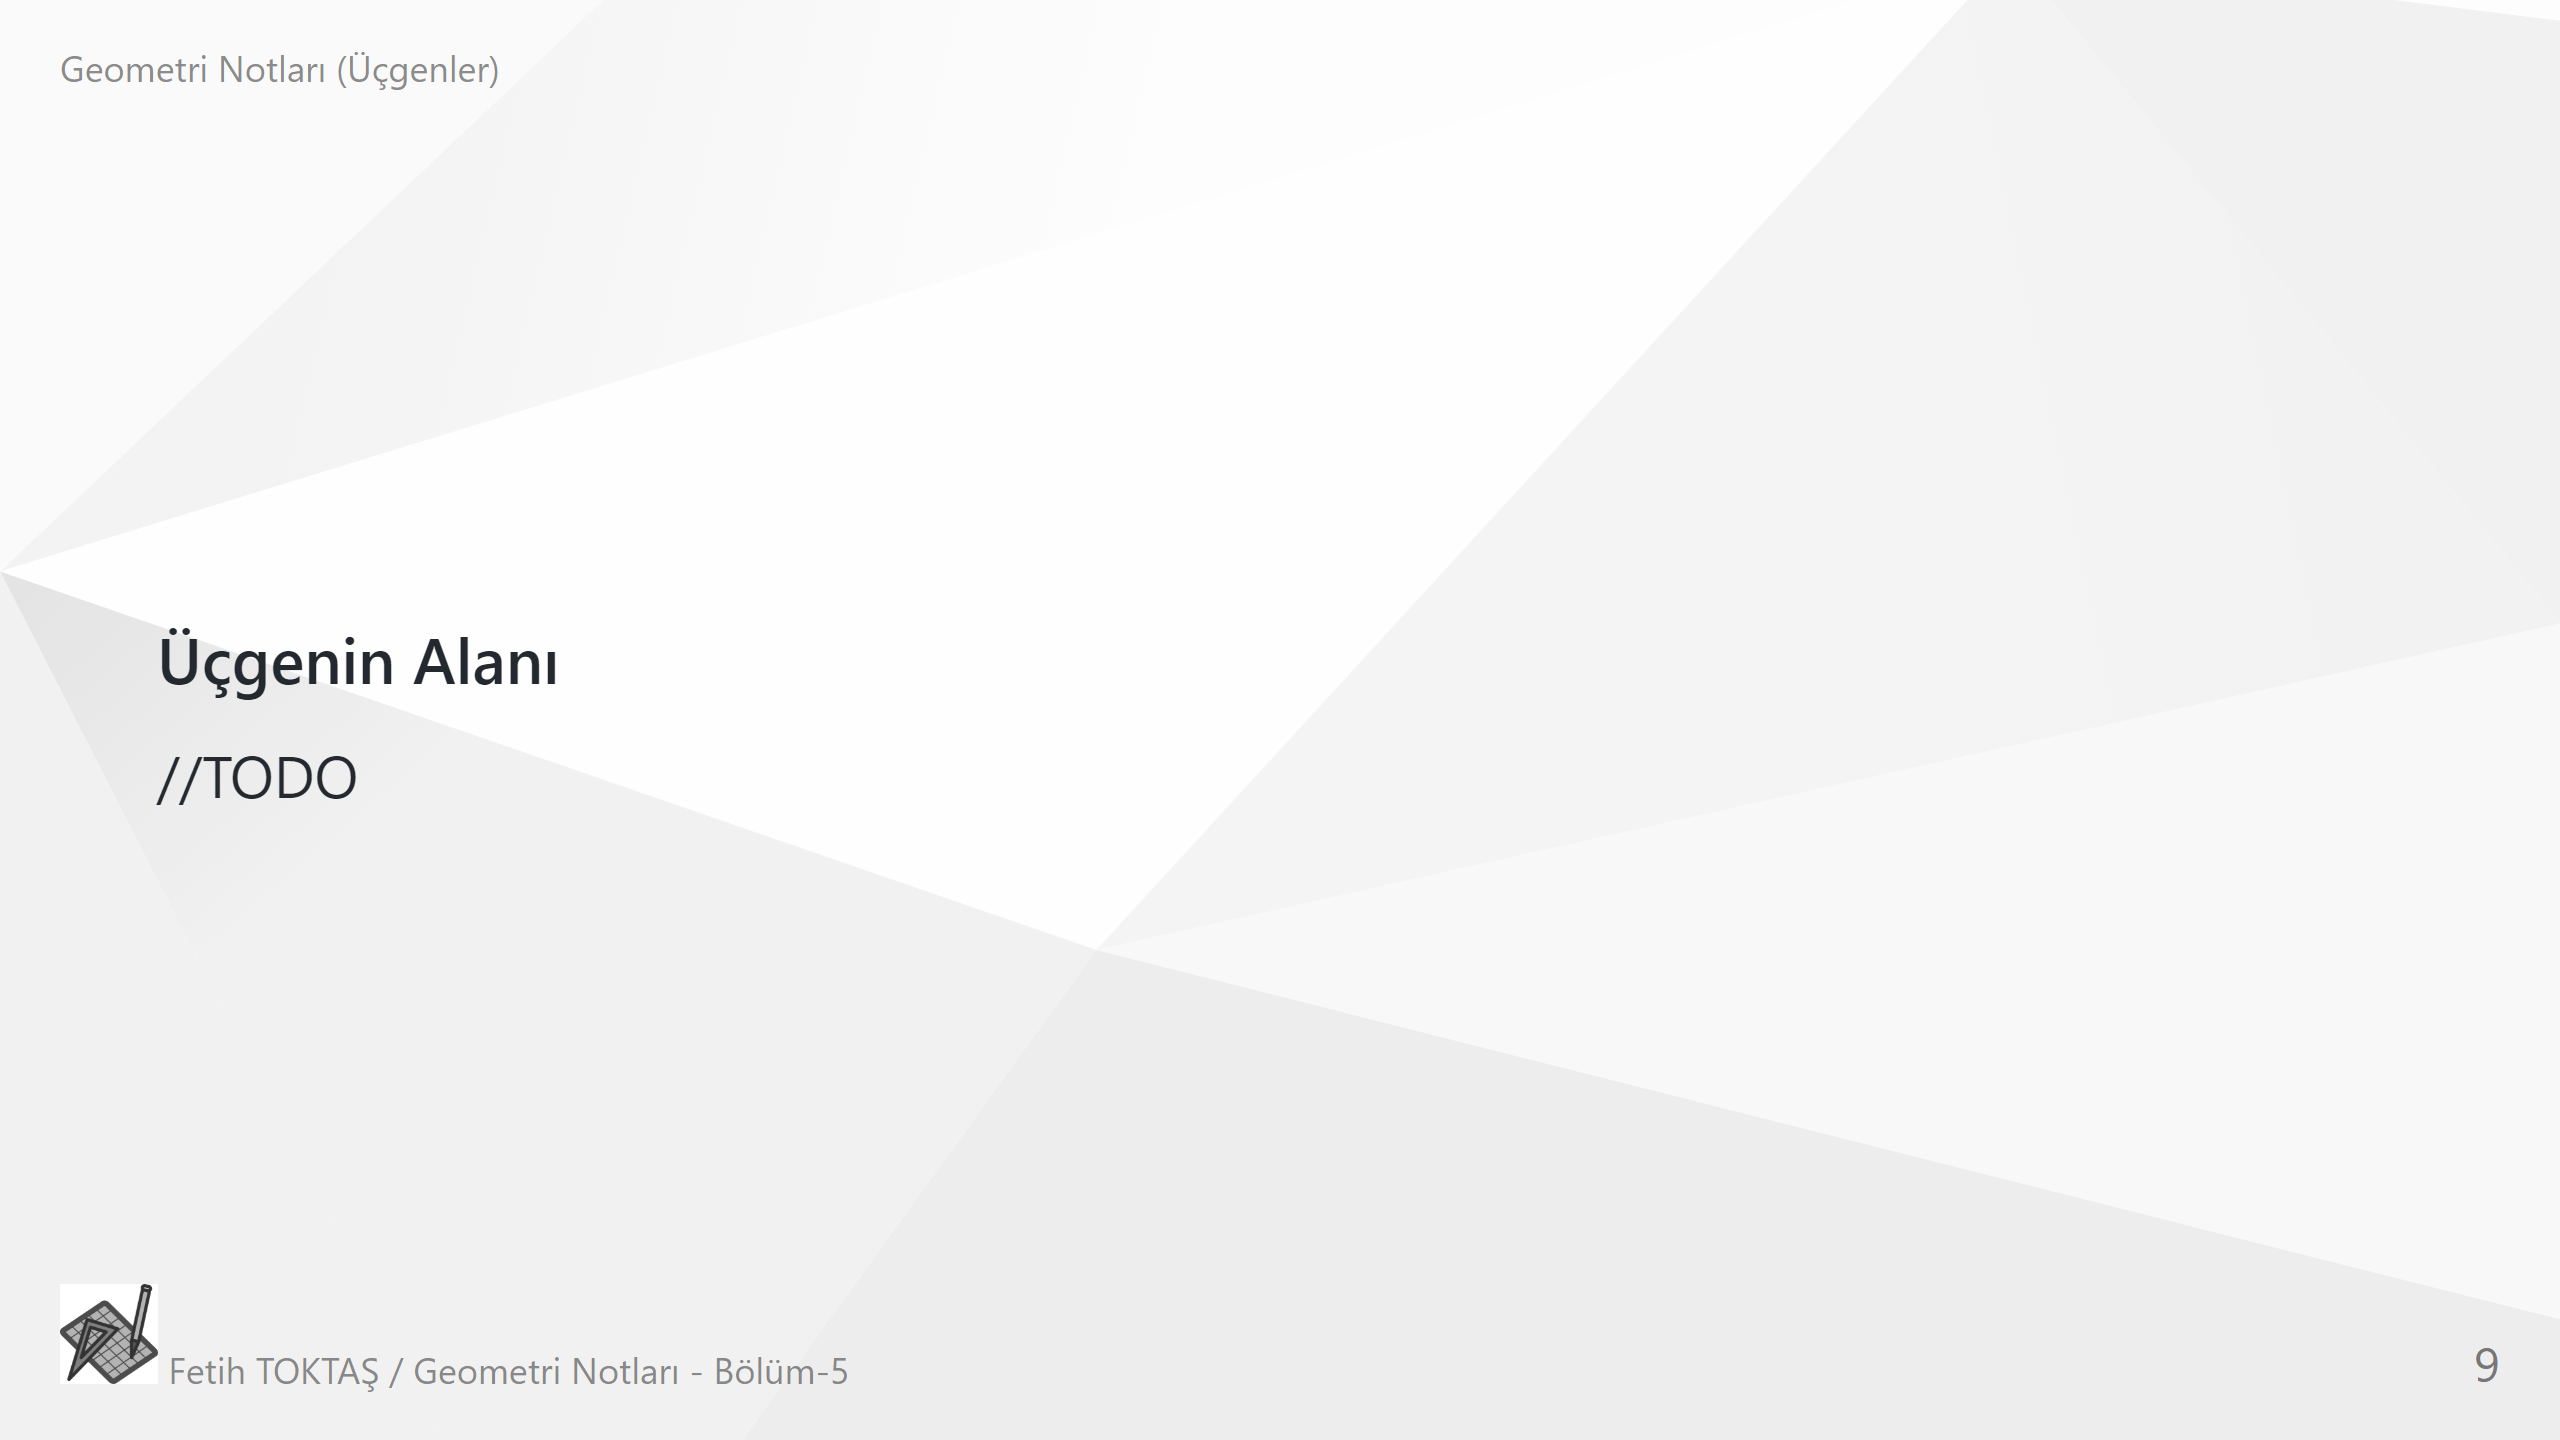 Geometri Notları (Üçgenler)
Üçgenin Alanı
//TODO
Fetih TOKTAŞ / Geometri Notları - Bölüm-5
9